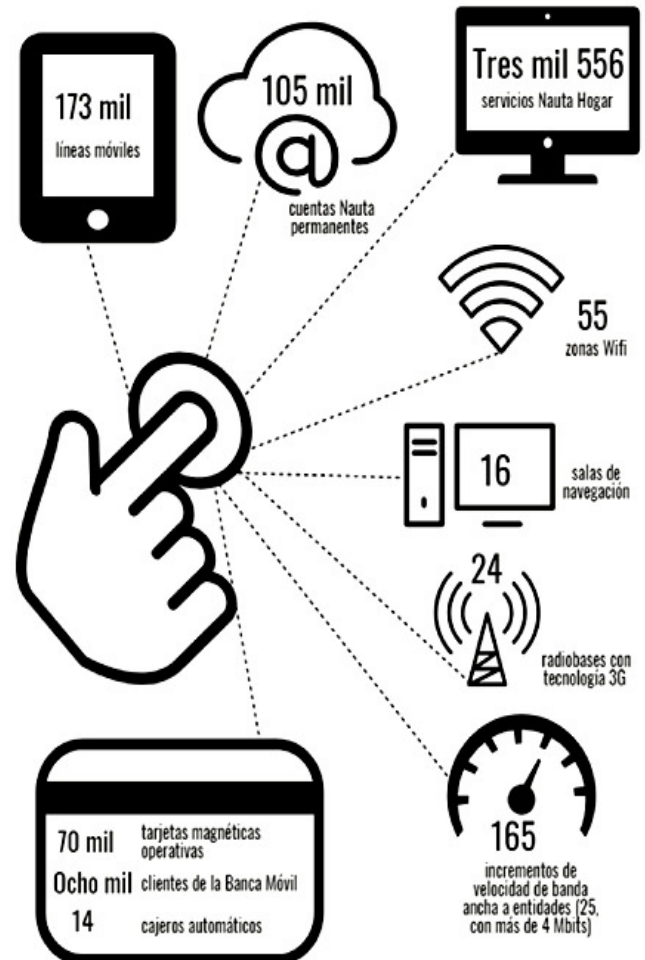 173 mil
líneas móviles
105 mil
cuentas Nauta
permanentes
Tres mil 556
servicios Nauta Hogar
55
zonas Wifi
16
salas de
navegación
24
radiobases con
tecnología 3G
165
incrementos de
velocidad de banda
ancha a entidades (25,
con más de 4 Mbits)
70 mil tarjetas magnéticas
operativas
Ocho mil clientes de la Banca Móvil
14 cajeros automáticos